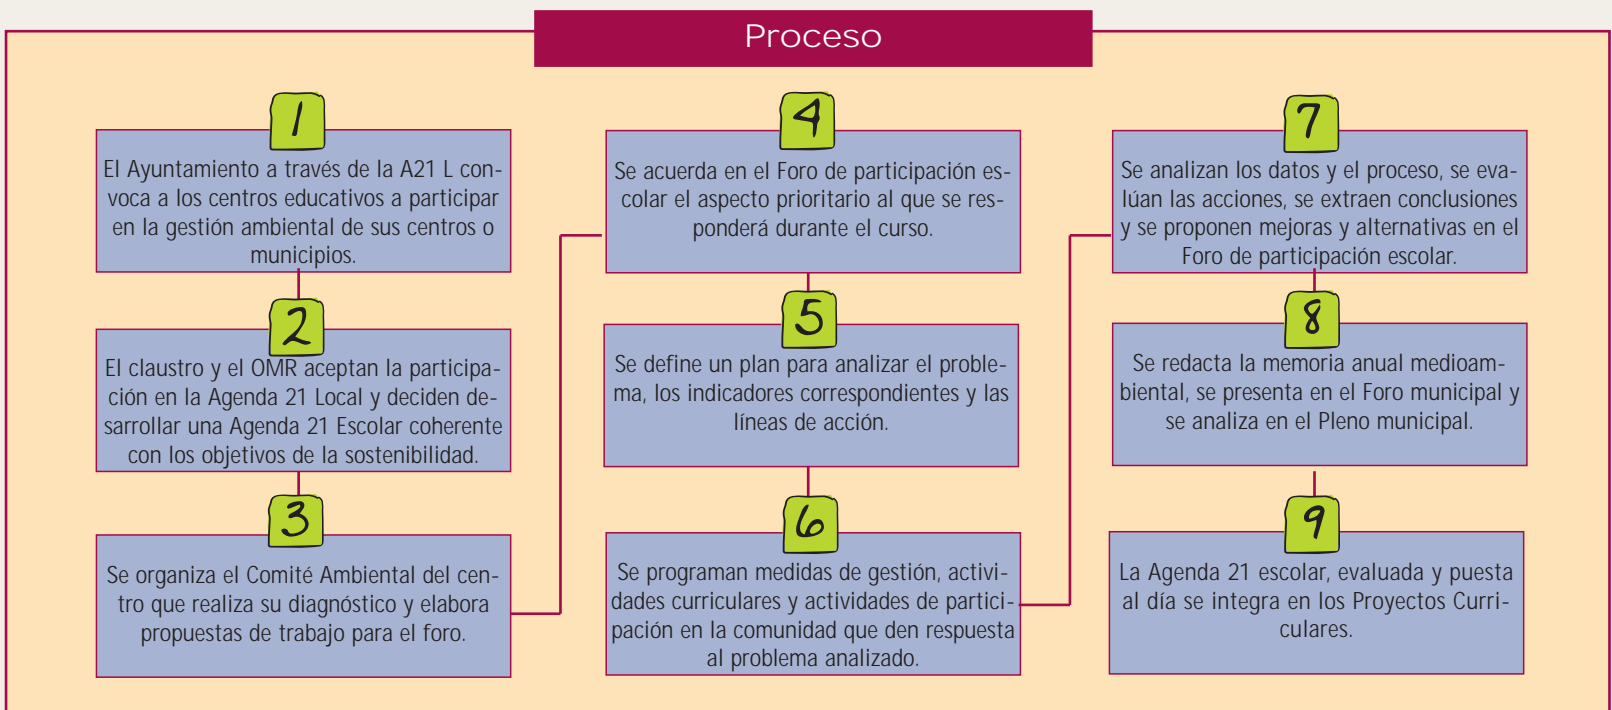 Proceso
1
El Ayuntamiento a través de la A21 L con-
voca a los centros educativos a participar
en la gestión ambiental de sus centros o
municipios.
2
El claustro y el OMR aceptan la participa-
ción en la Agenda 21 Local y deciden de-
sarrollar una Agenda 21 Escolar coherente
con los objetivos de la sostenibilidad.
3
Se organiza el Comité Ambiental del cen-
tro que realiza su diagnóstico y elabora
propuestas de trabajo para el foro.
4
Se acuerda en el Foro de participación es-
colar el aspecto prioritario al que se res-
ponderá durante el curso.
5
Se define un plan para analizar el proble-
ma, los indicadores correspondientes y las
líneas de acción.
6
Se programan medidas de gestión, activi-
dades curriculares y actividades de partici-
pación en la comunidad que den respuesta
al problema analizado.
7
Se analizan los datos y el proceso, se eva-
lúan las acciones, se extraen conclusiones
y se proponen mejoras y alternativas en el
Foro de participación escolar.
8
Se redacta la memoria anual medioam-
biental, se presenta en el Foro municipal y
se analiza en el Pleno municipal.
9
La Agenda 21 escolar, evaluada y puesta
al día se integra en los Proyectos Curri-
culares.